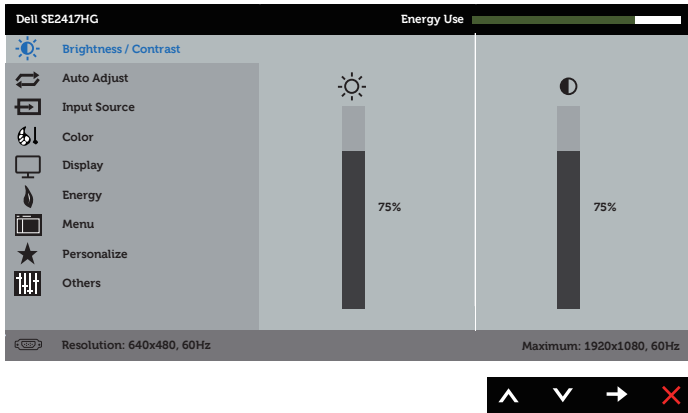 Dell SE2417HG
Energy Use
Brightness / Contrast
Auto Adjust
Input Source
Color
Display
Energy
Menu
Personalize
Others
75%
75%
Resolution: 640x480, 60Hz
Maximum: 1920x1080, 60Hz